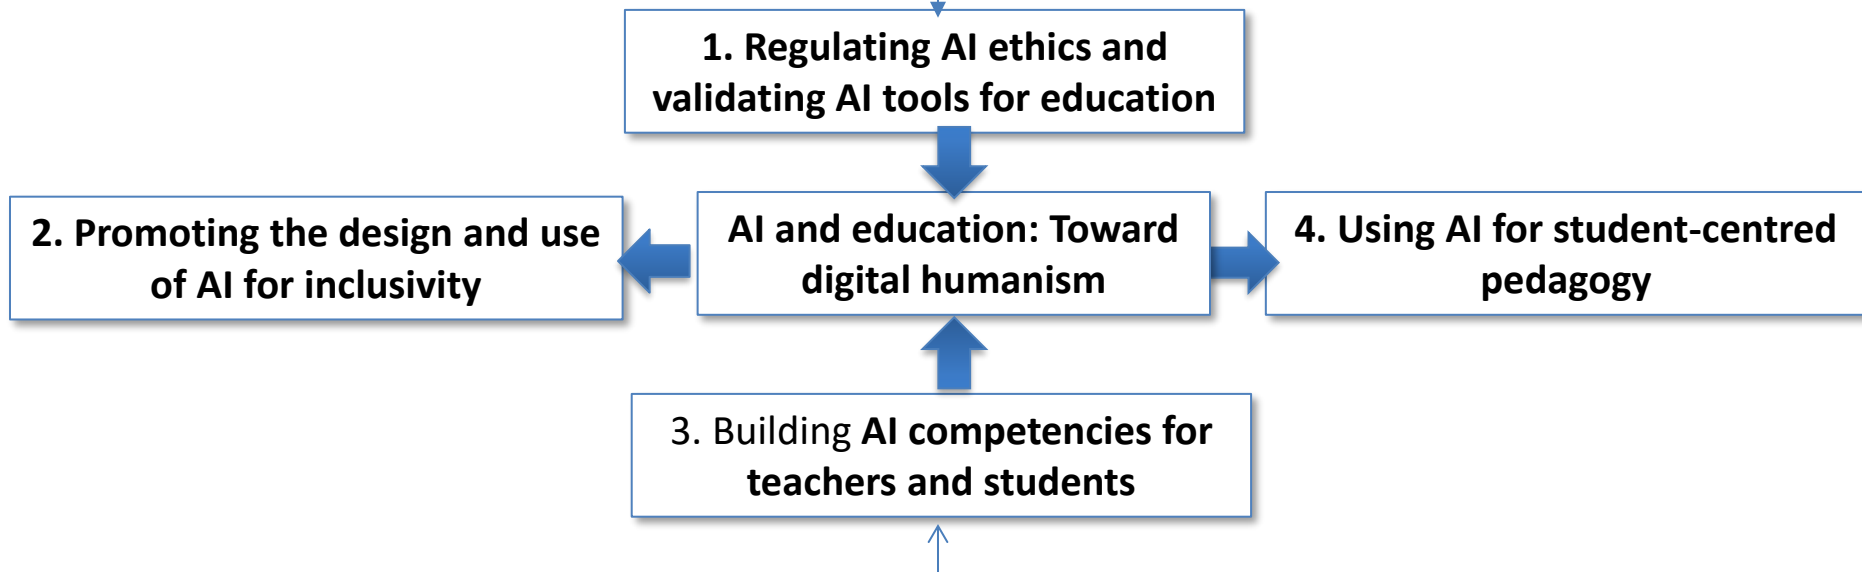 1. Regulating AI ethics and
validating AI tools for education
2. Promoting the design and use
of AI for inclusivity
AI and education: Toward
digital humanism
4. Using AI for student-centred
pedagogy
3. Building AI competencies for
teachers and students